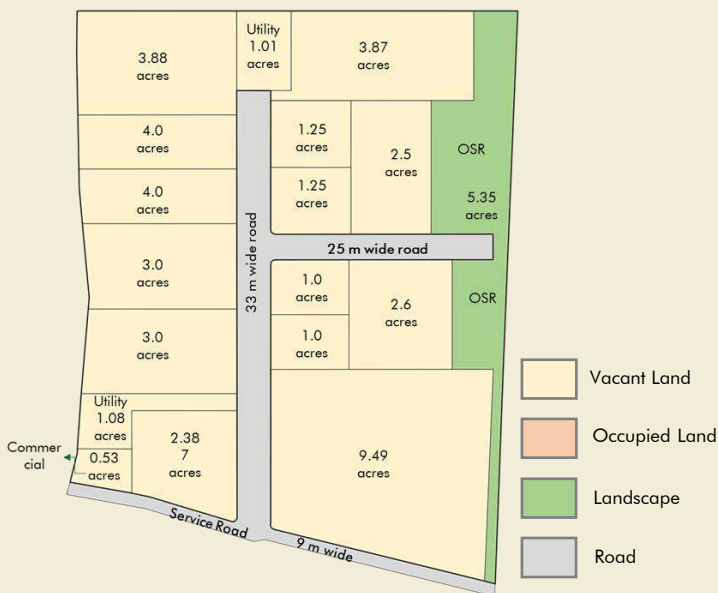 3.88
acres
Utility
1.01
acres
3.87
acres
4.0
acres
1.25
acres
2.5
acres
OSR
4.0
acres
1.25
acres
5.35
acres
33 m wide road
25 m wide road
3.0
acres
1.0
acres
2.6
acres
OSR
3.0
acres
1.0
acres
Utility
1.08
acres
Commer
cial
0.53
acres
2.38
7
acres
9.49
acres
Service Road
9 m wide
Vacant Land
Occupied Land
Landscape
Road